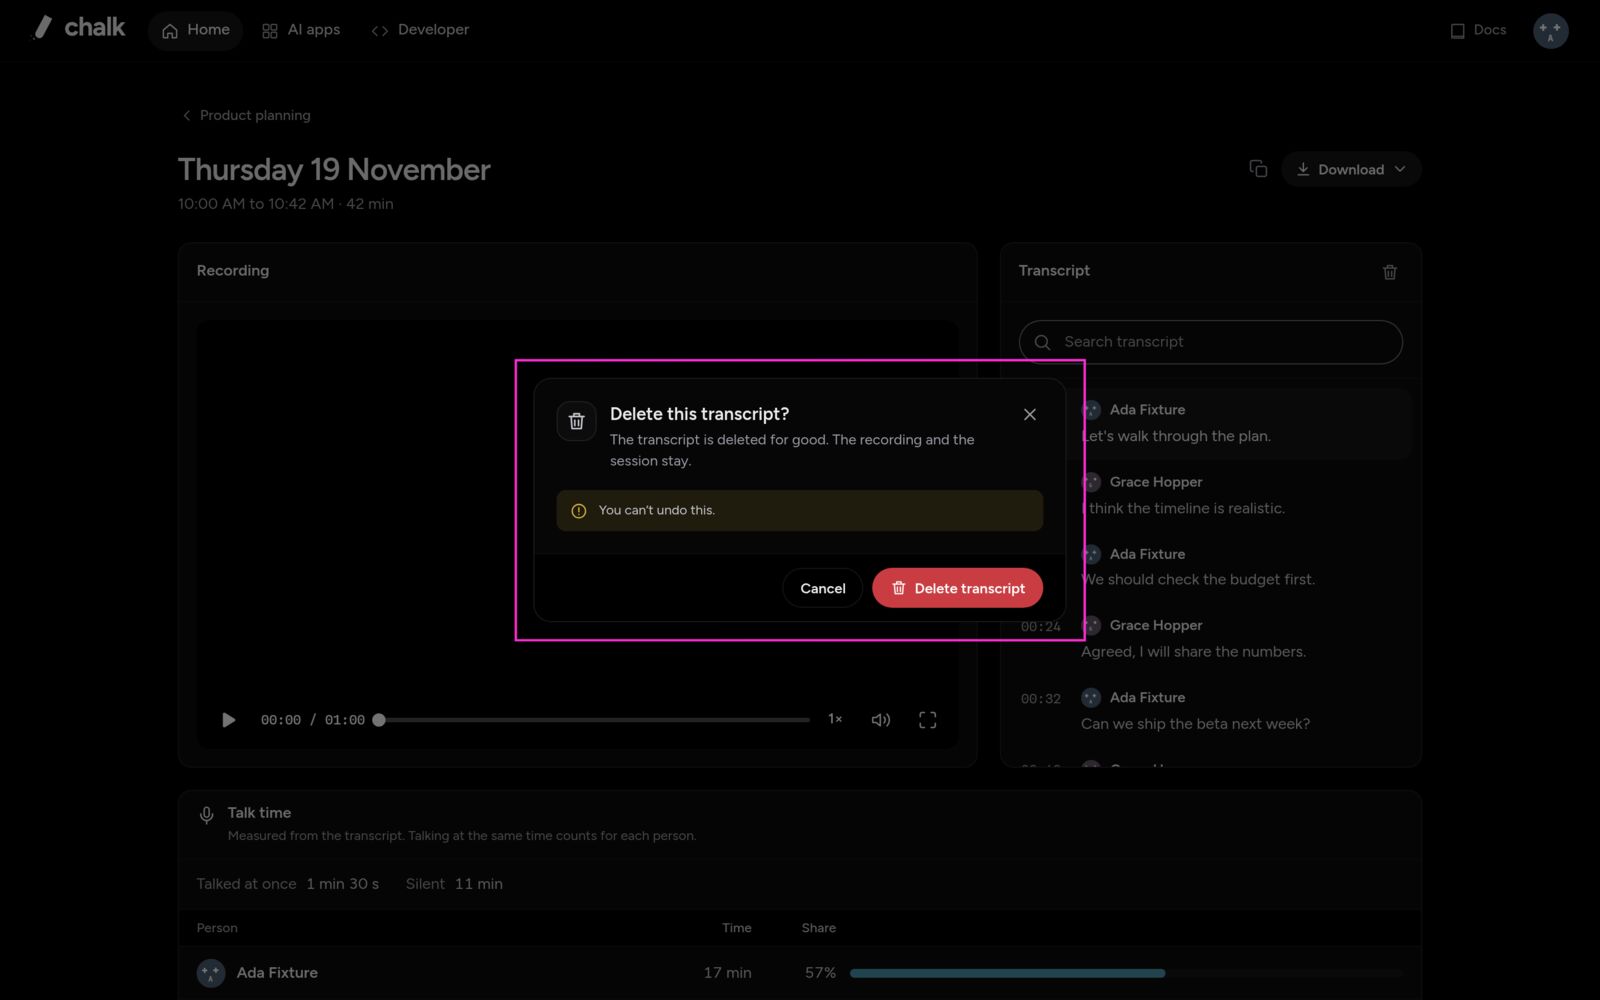 chalk
Home
AI apps
Developer
Docs
Product planning
Thursday 19 November
10:00 AM to 10:42 AM · 42 min
Download
Recording
00:00 / 01:00
1×
Transcript
Search transcript
Ada Fixture
Let's walk through the plan.
Grace Hopper
I think the timeline is realistic.
Ada Fixture
We should check the budget first.
00:24
Grace Hopper
Agreed, I will share the numbers.
00:32
Ada Fixture
Can we ship the beta next week?
Delete this transcript?
The transcript is deleted for good. The recording and the
session stay.
You can't undo this.
Cancel
Delete transcript
Talk time
Measured from the transcript. Talking at the same time counts for each person.
Talked at once 1 min 30 s Silent 11 min
Person Time Share
Ada Fixture 17 min 57%